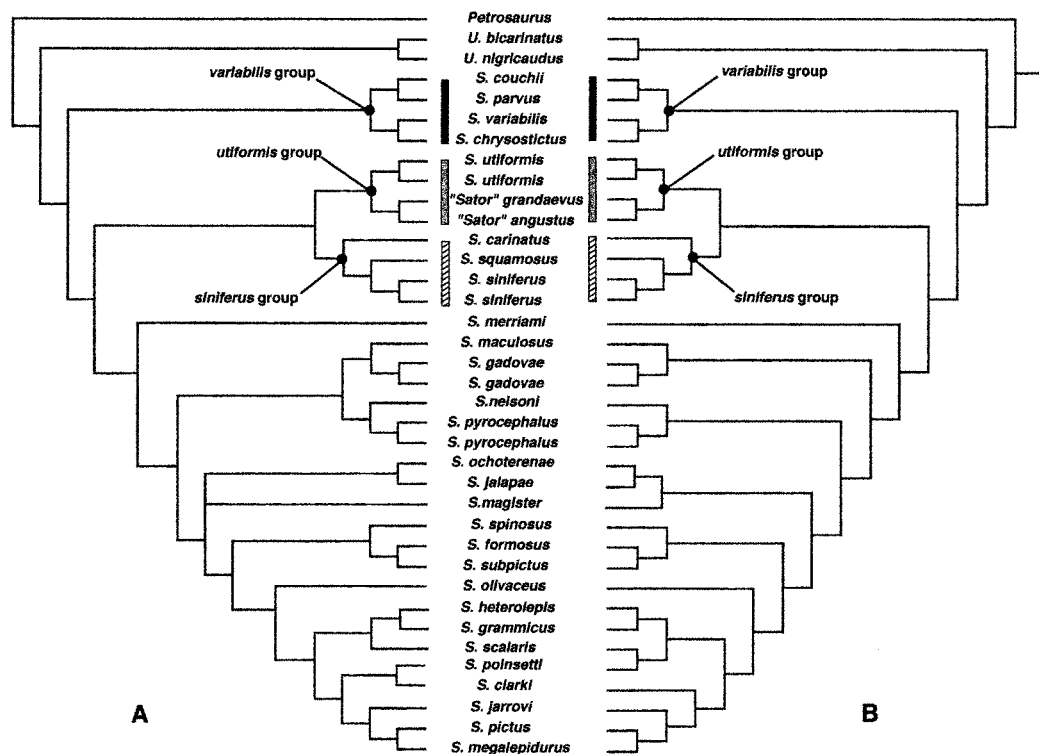 Petrosaurus
U. bicarinatus
U. nigricaudus
variabilis group
S. couchii
variabilis group
S. parvus
S. variabilis
S. chrysostictus
utiformis group
S. utiformis
utiformis group
S. utiformis
"Sator" grandaevus
"Sator" angustus
S. carinatus
S. squamosus
S. siniferus
siniferus group
S. siniferus
siniferus group
S. merriami
S. maculosus
S. gadovae
S. gadovae
S.nelsoni
S. pyrocephalus
S. pyrocephalus
S. ochoterenae
S. jalapae
S.magister
S. spinosus
S. formosus
S. subpictus
S. olivaceus
S. heterolepis
S. grammicus
S. scalaris
S. poinsetti
S. clarki
S. jarrovi
A
B
S. pictus
S. megalepidurus